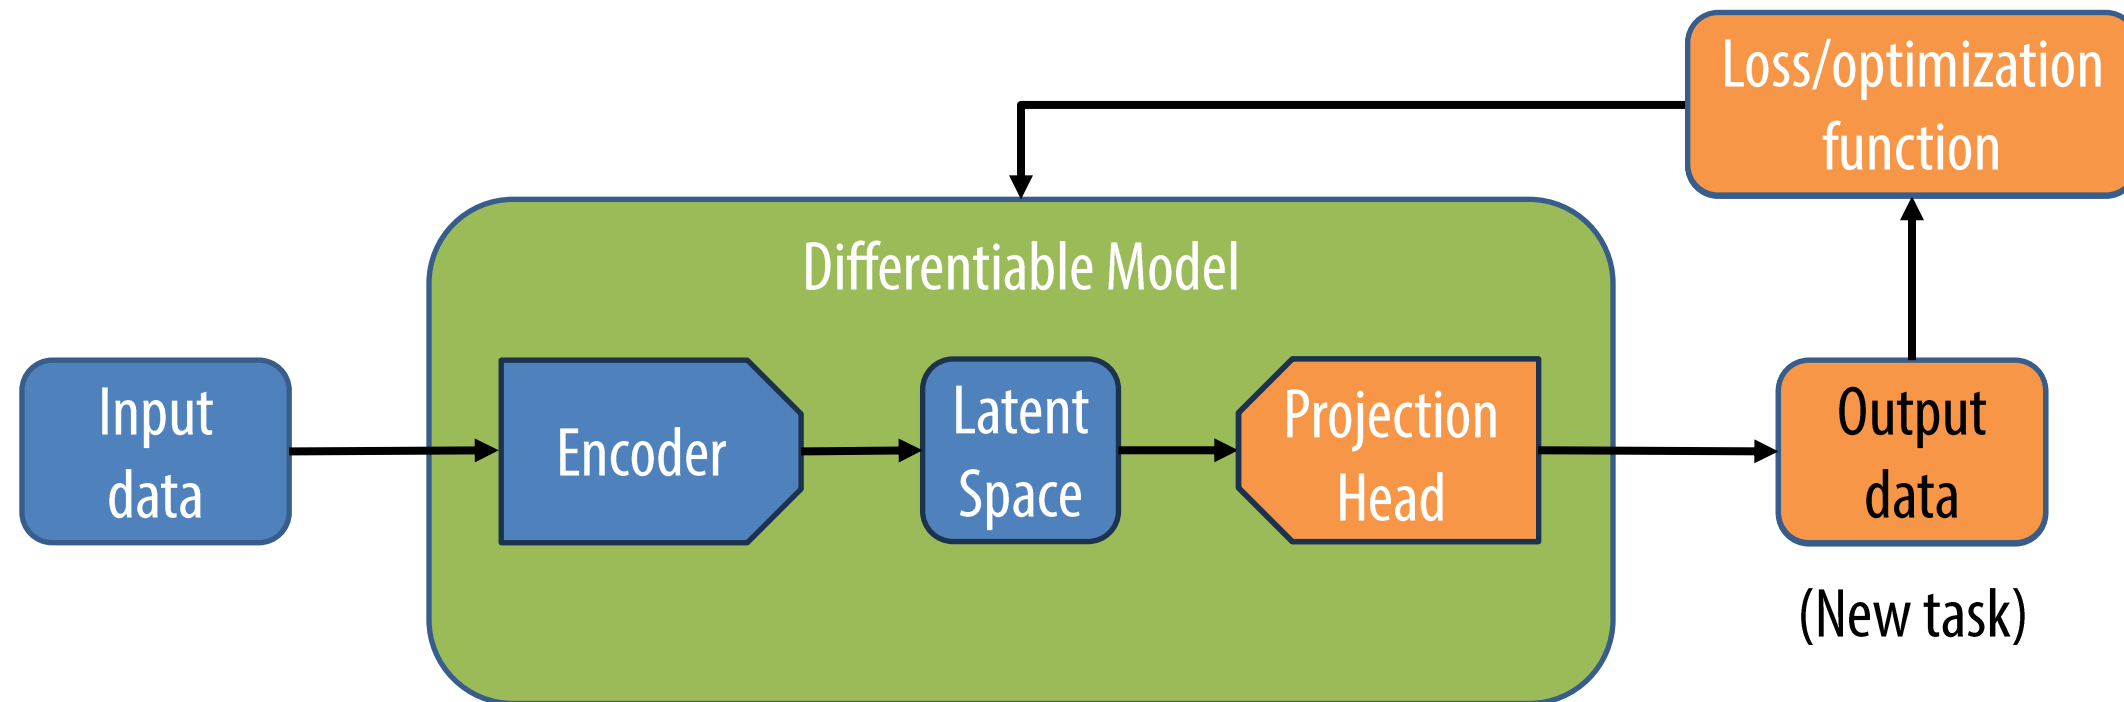 Loss/optimization
function
Differentiable Model
Input
data
Encoder
Latent
Space
Projection
Head
Output
data
(New task)